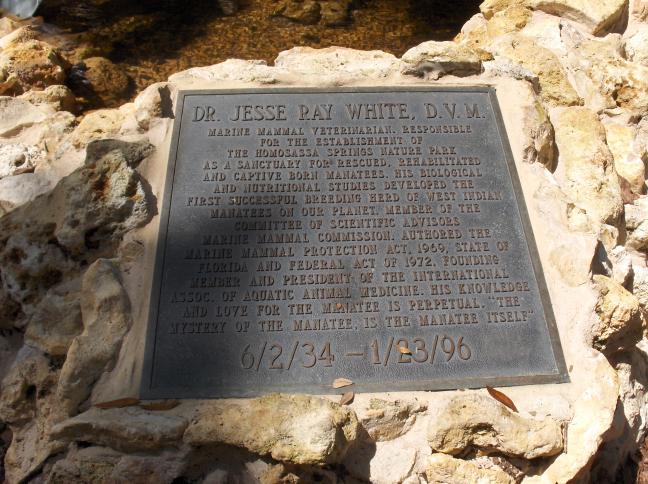 DR. JESSE RAY WHITE, D.V.M.
MARINE MAMMAL VETERINARIAN. RESPONSIBLE
FOR THE ESTABLISHMENT OF
THE HOMOSASSA SPRINGS NATURE PARK
AS A SANCTUARY FOR RESCUED, REHABILITATED
AND CAPTIVE BORN MANATEES. HIS BIOLOGICAL
AND NUTRITIONAL STUDIES DEVELOPED THE
FIRST SUCCESSFUL BREEDING HERD OF WEST INDIAN
MANATEES ON OUR PLANET. MEMBER OF THE
COMMITTEE OF SCIENTIFIC ADVISORS
MARINE MAMMAL COMMISSION. AUTHORED THE
MARINE MAMMAL PROTECTION ACT, 1969, STATE OF
FLORIDA AND FEDERAL ACT OF 1972. FOUNDING
MEMBER AND PRESIDENT OF THE INTERNATIONAL
ASSOC. OF AQUATIC ANIMAL MEDICINE. HIS KNOWLEDGE
AND LOVE FOR THE MANATEE IS PERPETUAL. "THE
MYSTERY OF THE MANATEE, IS THE MANATEE ITSELF"
6/2/34 – 1/23/96